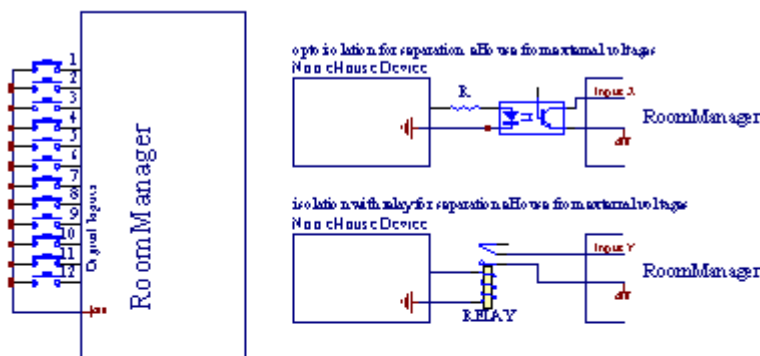 1
2
3
4
5
6
7
8
9
10
11
12
Digital Inputs
RoomManager
opto isolation for separation eHouse from external voltages
Non eHouse Device
R
Input X
RoomManager
isolation with relay for separation eHouse from external voltages
Non eHouse Device
Input Y
RoomManager
RELAY